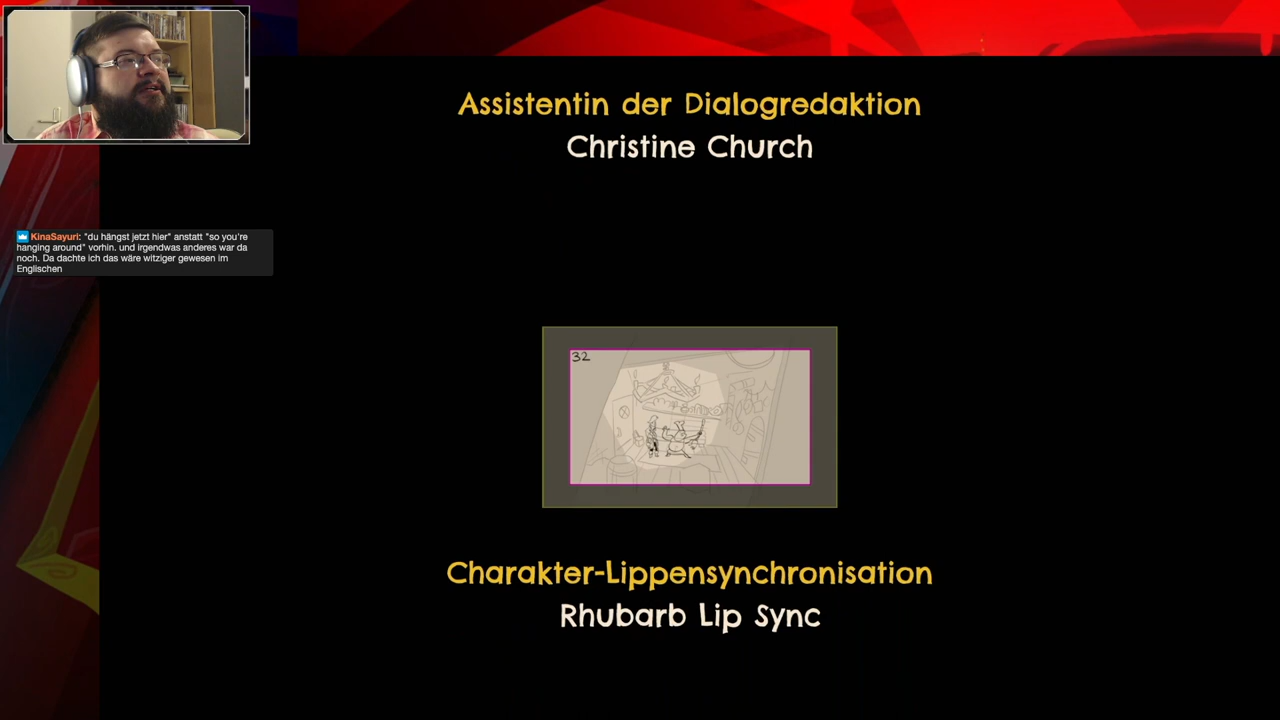 Assistentin der Dialogredaktion
Christine Church
KinaSayuri: "du hängst jetzt hier" anstatt "so you're
hanging around" vorhin. und irgendwas anderes war da
noch. Da dachte ich das wäre witziger gewesen im
Englischen
32
Charakter-Lippensynchronisation
Rhubarb Lip Sync